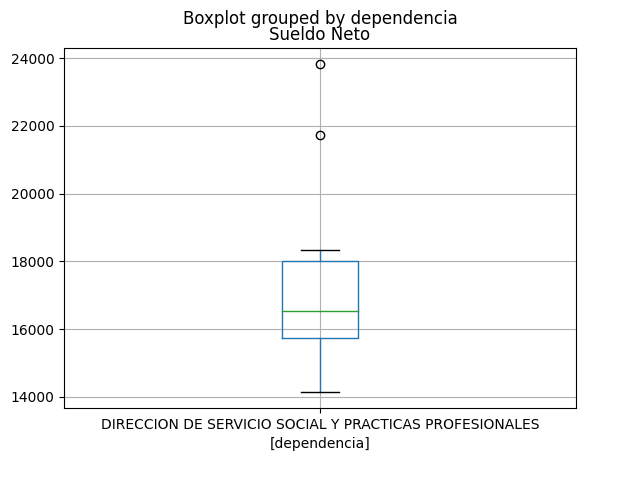 Boxplot grouped by dependencia
Sueldo Neto
24000
22000
20000
18000
16000
14000
DIRECCION DE SERVICIO SOCIAL Y PRACTICAS PROFESIONALES
[dependencia]